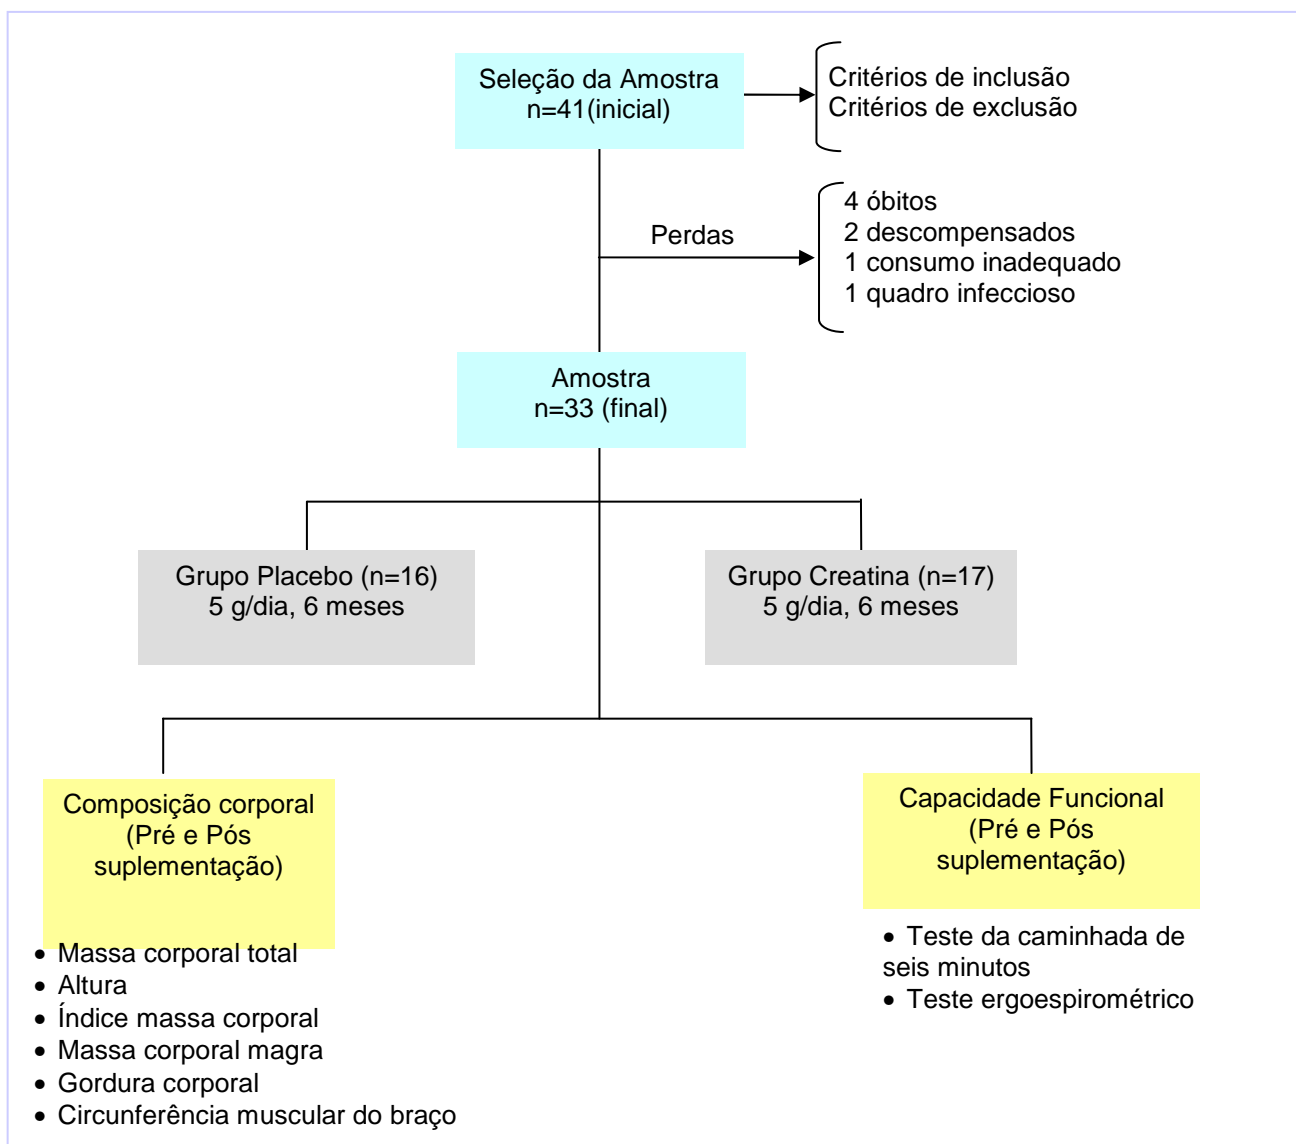 Seleção da Amostra
n=41(inicial)
Critérios de inclusão
Critérios de exclusão
Perdas
4 óbitos
2 descompensados
1 consumo inadequado
1 quadro infeccioso
Amostra
n=33 (final)
Grupo Placebo (n=16)
5 g/dia, 6 meses
Grupo Creatina (n=17)
5 g/dia, 6 meses
Composição corporal
(Pré e Pós
suplementação)
• Massa corporal total
• Altura
• Índice massa corporal
• Massa corporal magra
• Gordura corporal
• Circunferência muscular do braço
Capacidade Funcional
(Pré e Pós
suplementação)
• Teste da caminhada de
seis minutos
• Teste ergoespirométrico